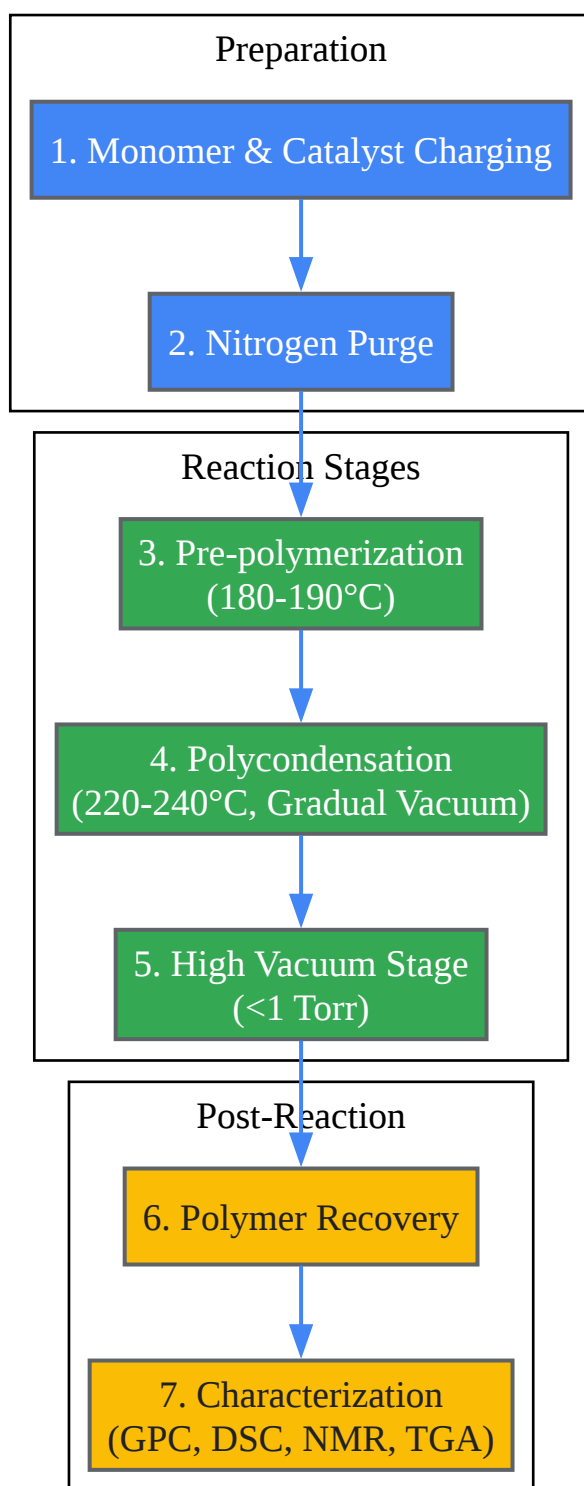 Preparation
1. Monomer & Catalyst Charging
2. Nitrogen Purge
Reaction Stages
3. Pre-polymerization
(180-190°C)
4. Polycondensation
(220-240°C, Gradual Vacuum)
5. High Vacuum Stage
(<1 Torr)
Post-Reaction
6. Polymer Recovery
7. Characterization
(GPC, DSC, NMR, TGA)